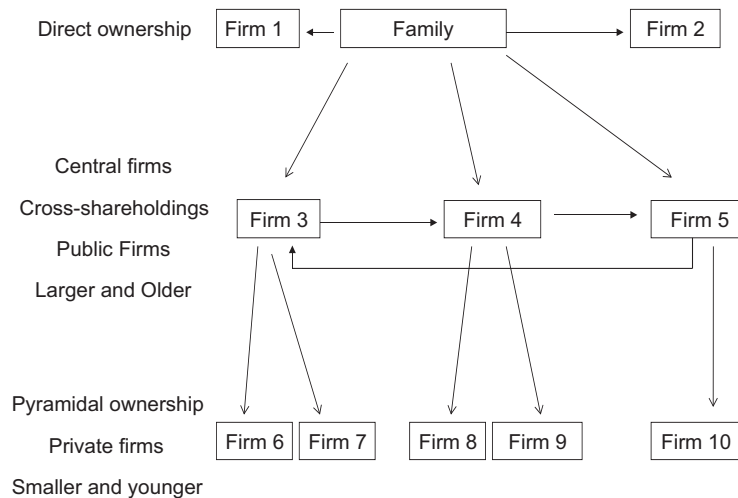 Direct ownership
Firm 1
Family
Firm 2
Central firms
Cross-shareholdings
Public Firms
Larger and Older
Firm 3
Firm 4
Firm 5
Pyramidal ownership
Private firms
Smaller and younger
Firm 6
Firm 7
Firm 8
Firm 9
Firm 10